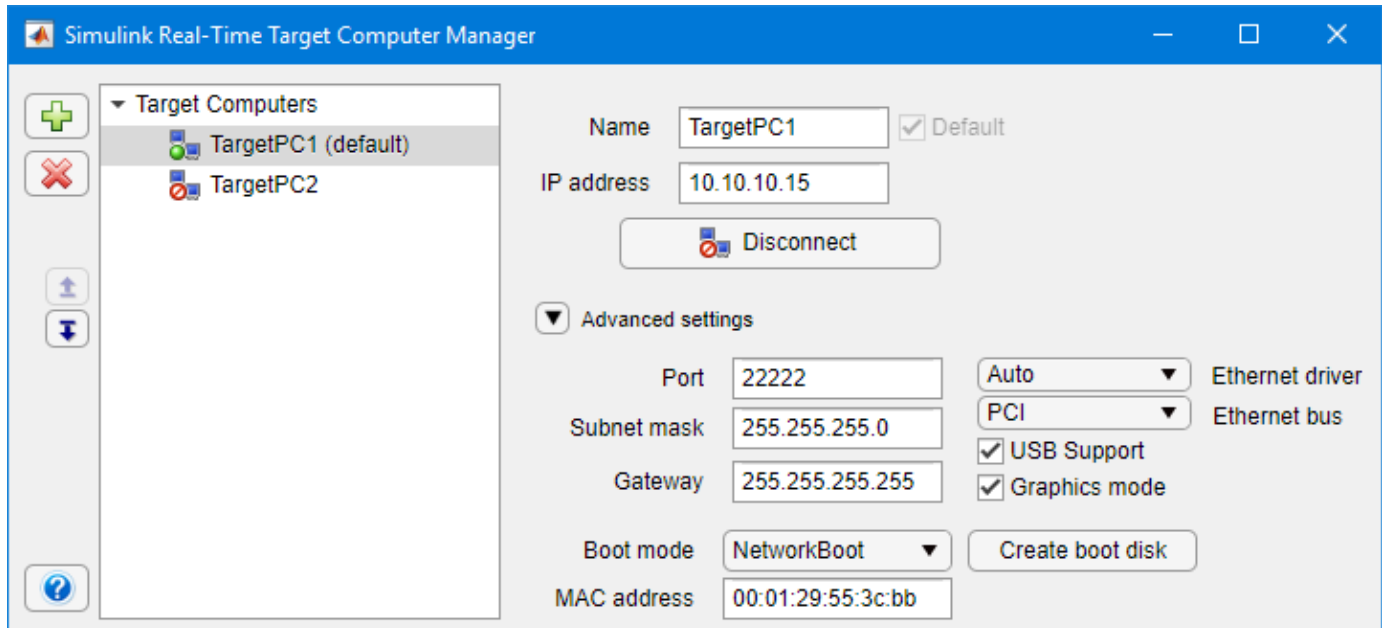 Simulink Real-Time Target Computer Manager
Target Computers
TargetPC1 (default)
TargetPC2
Name TargetPC1 Default
IP address 10.10.10.15
Disconnect
Advanced settings
Port 22222 Auto Ethernet driver
PCI Ethernet bus
Subnet mask 255.255.255.0
USB Support
Gateway 255.255.255.255 Graphics mode
Boot mode NetworkBoot Create boot disk
MAC address 00:01:29:55:3c:bb